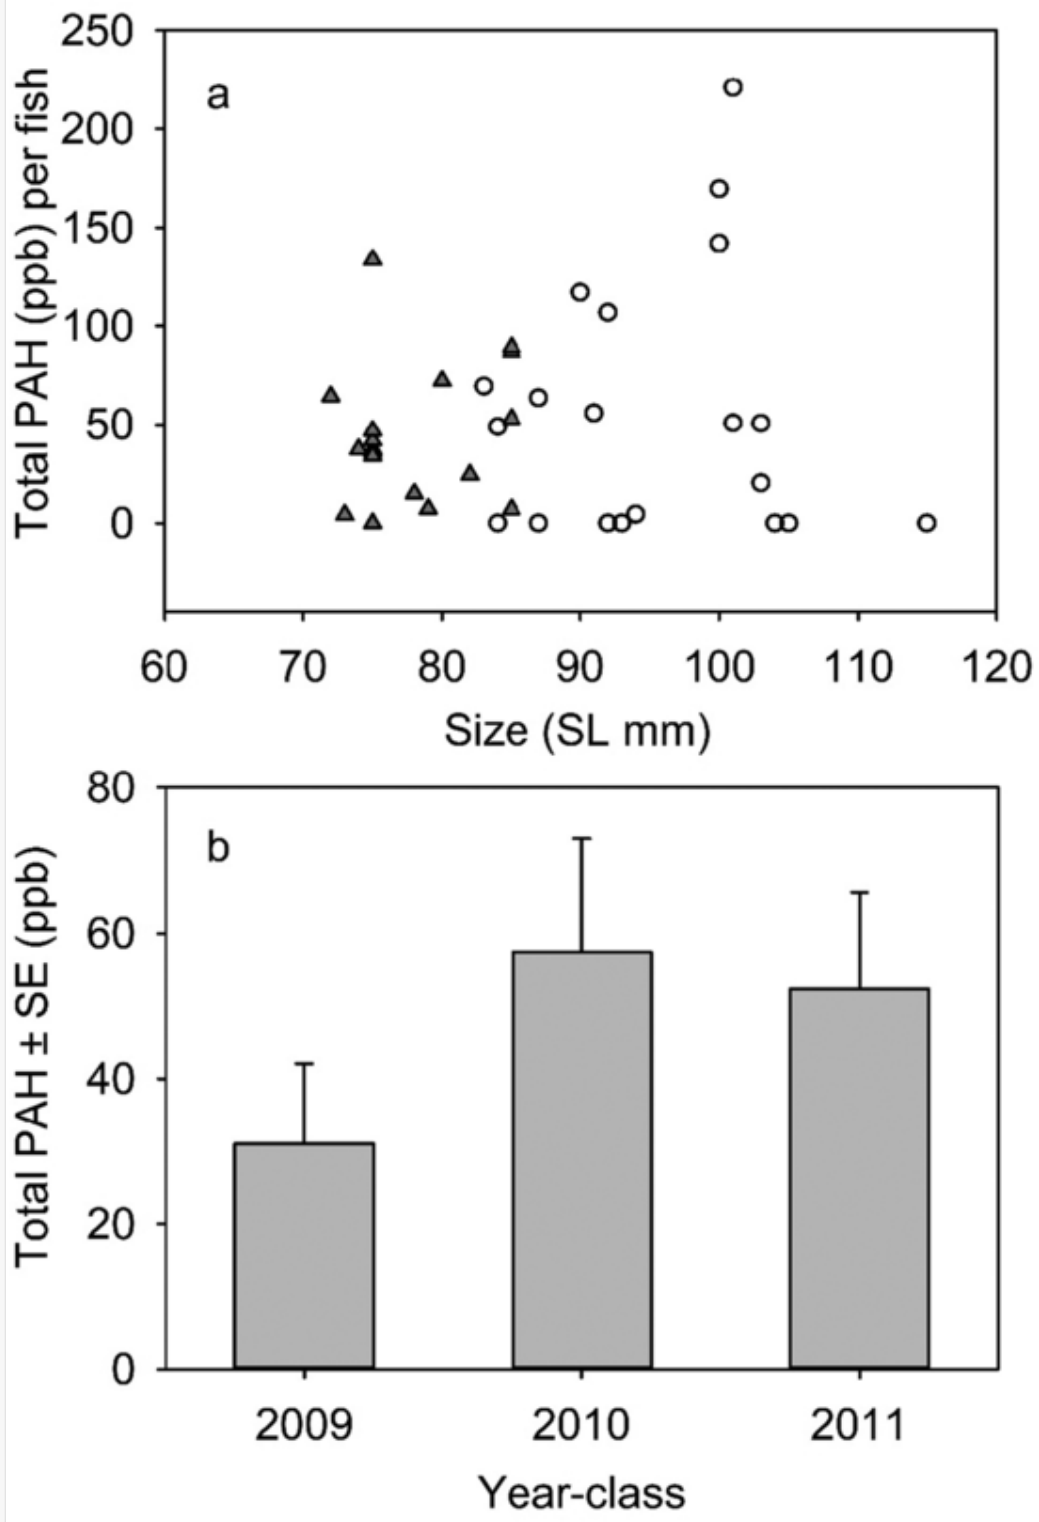 250
200
150
100
50
0
Total PAH (ppb) per fish
a
60 70 80 90 100 110 120
Size (SL mm)
80
60
40
20
0
Total PAH ± SE (ppb)
b
2009 2010 2011
Year-class